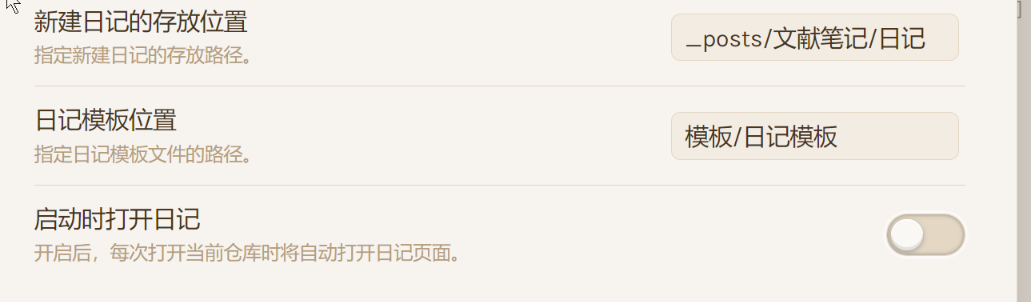 新建日记的存放位置
指定新建日记的存放路径。
_posts/文献笔记/日记
日记模板位置
指定日记模板文件的路径。
模板/日记模板
启动时打开日记
开启后，每次打开当前仓库时将自动打开日记页面。